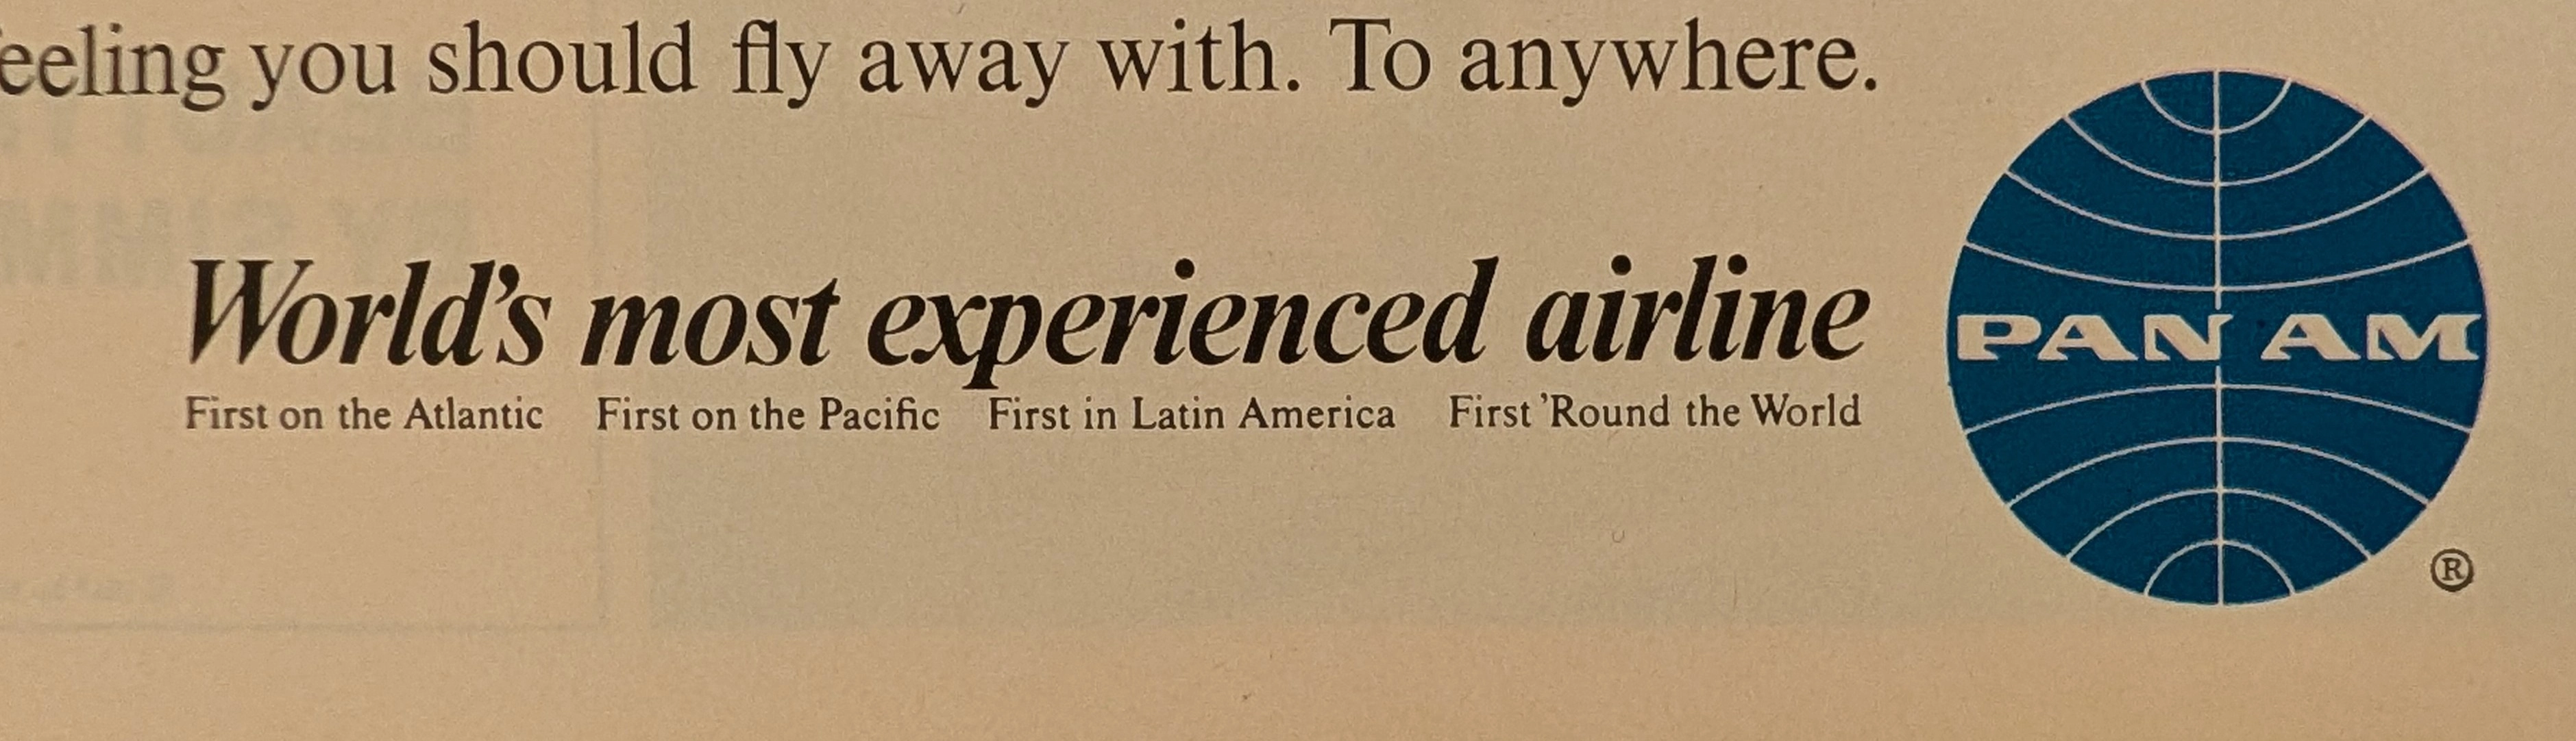 eeling you should fly away with. To anywhere.
World's most experienced airline
First on the Atlantic First on the Pacific First in Latin America First 'Round the World
PAN AM
®